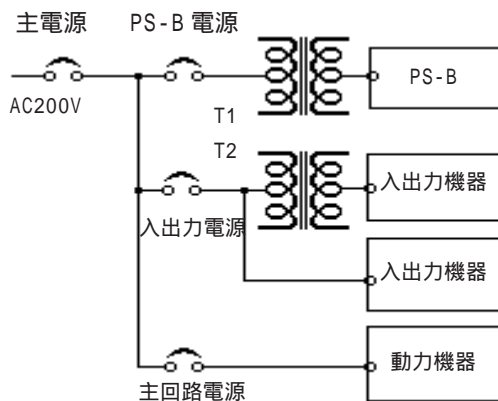 主電源
PS-B 電源
PS-B
AC200V
T1
T2
入出力機器
入出力電源
入出力機器
動力機器
主回路電源